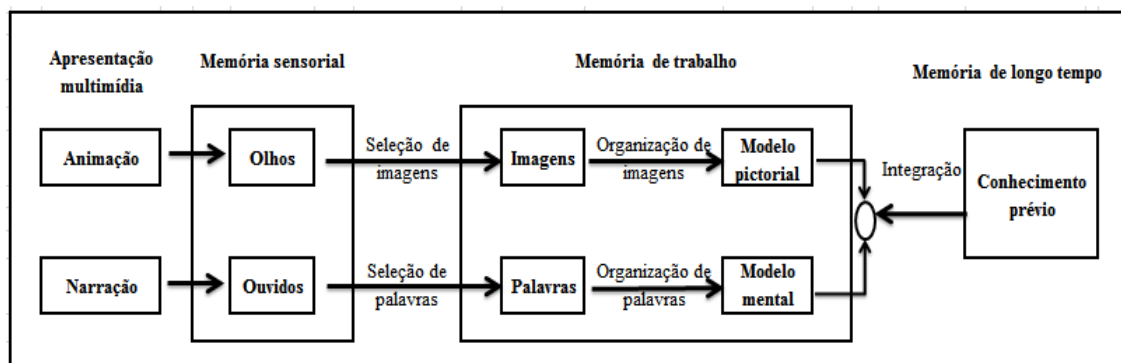 Apresentação
multimídia
Memória sensorial
Memória de trabalho
Memória de longo tempo
Animação
Olhos
Seleção de
imagens
Imagens
Organização de
imagens
Modelo
pictorial
Integração
Conhecimento
prévio
Narração
Ouvidos
Seleção de
palavras
Palavras
Organização de
palavras
Modelo
mental